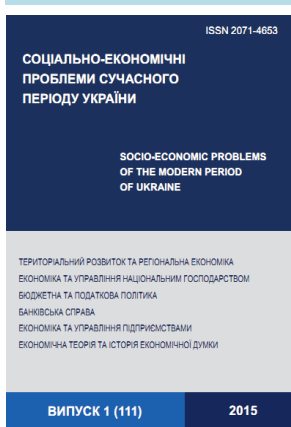 ISSN 2071-4653
СОЦІАЛЬНО-ЕКОНОМІЧНІ
ПРОБЛЕМИ СУЧАСНОГО
ПЕРІОДУ УКРАЇНИ
SOCIO-ECONOMIC PROBLEMS
OF THE MODERN PERIOD
OF UKRAINE
ТЕРИТОРІАЛЬНИЙ РОЗВИТОК ТА РЕГІОНАЛЬНА ЕКОНОМІКА
ЕКОНОМІКА ТА УПРАВЛІННЯ НАЦІОНАЛЬНИМ ГОСПОДАРСТВОМ
БЮДЖЕТНА ТА ПОДАТКОВА ПОЛІТИКА
БАНКІВСЬКА СПРАВА
ЕКОНОМІКА ТА УПРАВЛІННЯ ПІДПРИЄМСТВАМИ
ЕКОНОМІЧНА ТЕОРІЯ ТА ІСТОРІЯ ЕКОНОМІЧНОЇ ДУМКИ
ВИПУСК 1 (111) 2015